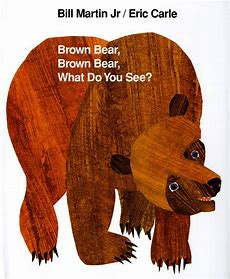 Bill Martin Jr / Eric Carle
Brown Bear,
Brown Bear,
What Do You See?